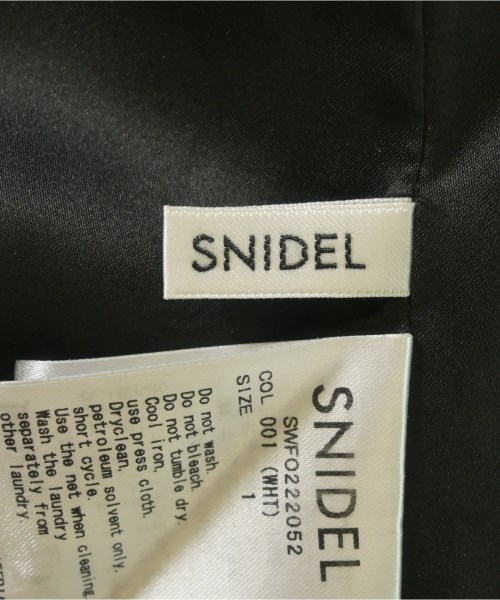 SNIDEL
SNIDEL
SWFO222052
COL 001 (WHT)
SIZE 1
Do not wash.
Do not bleach.
Do not tumble dry.
Cool iron.
use press cloth.
Dryclean.
petroleum solvent only.
short cycle.
Use the net when cleaning.
Wash the laundry
separately from
other laundry.